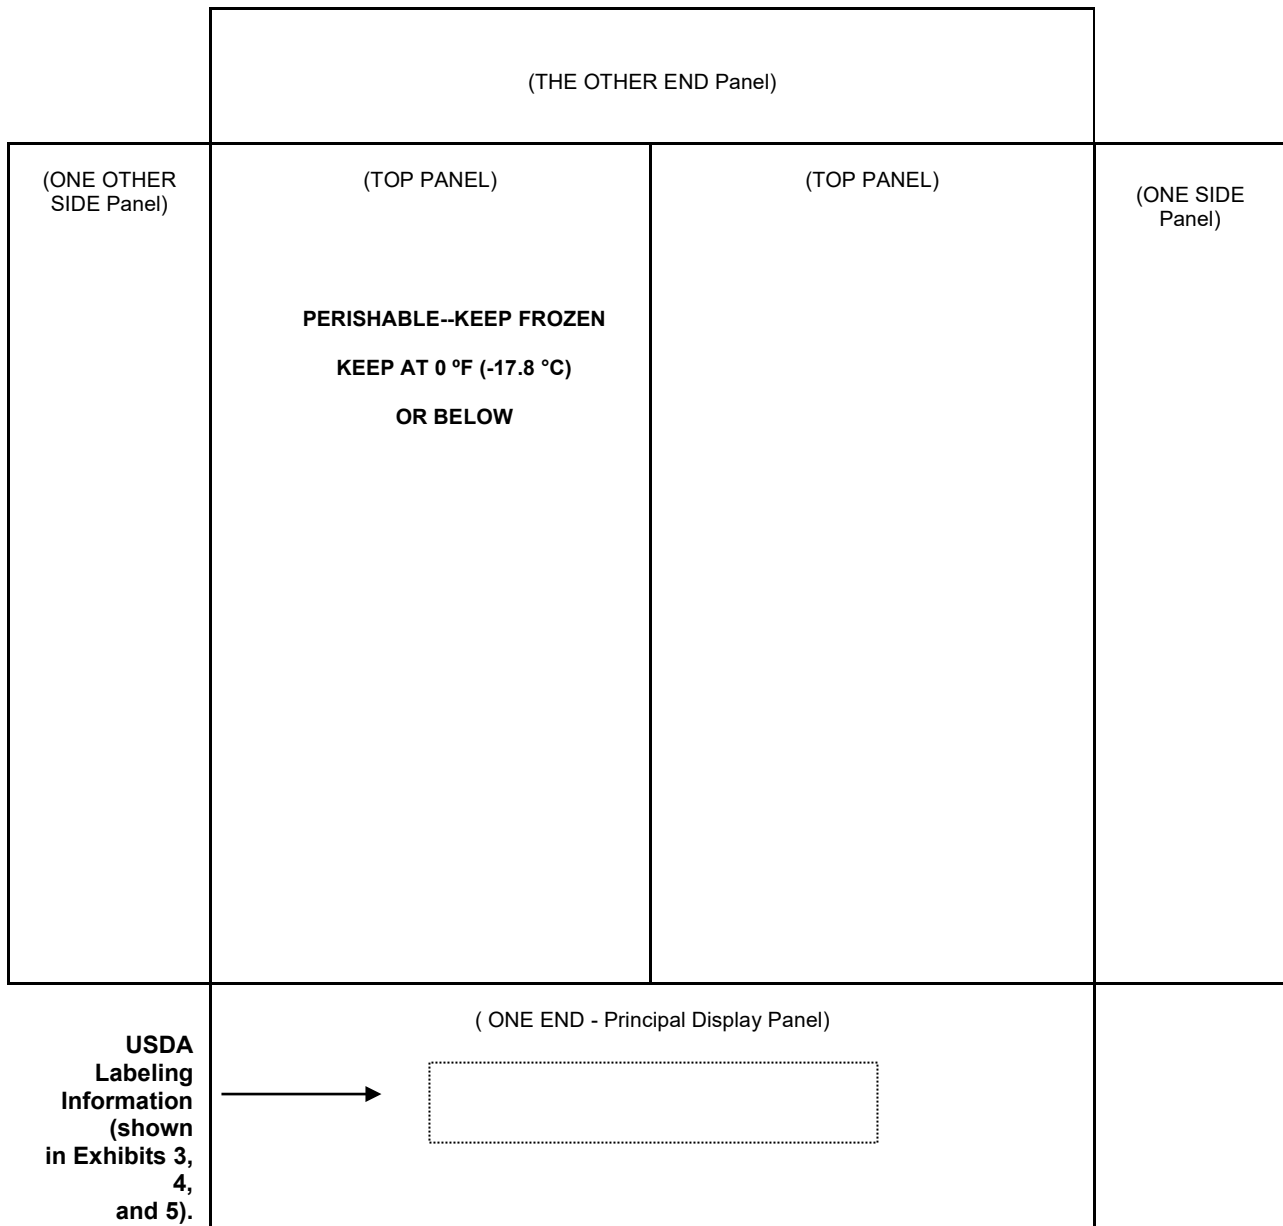 (THE OTHER END Panel)
(ONE OTHER
SIDE Panel)
(TOP PANEL)
(TOP PANEL)
(ONE SIDE
Panel)
PERISHABLE--KEEP FROZEN
KEEP AT 0 ºF (-17.8 °C)
OR BELOW
( ONE END - Principal Display Panel)
USDA
Labeling
Information
(shown
in Exhibits 3,
4,
and 5).